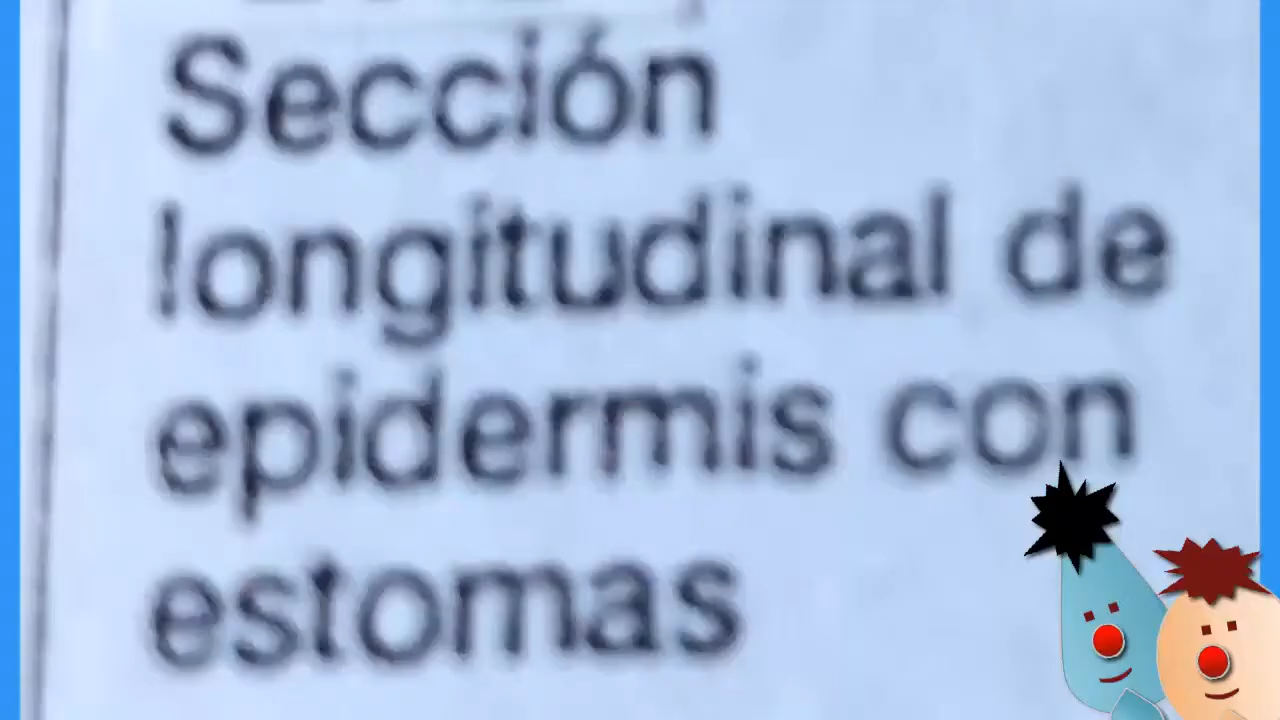 Sección
longitudinal de
epidermis con
estomas